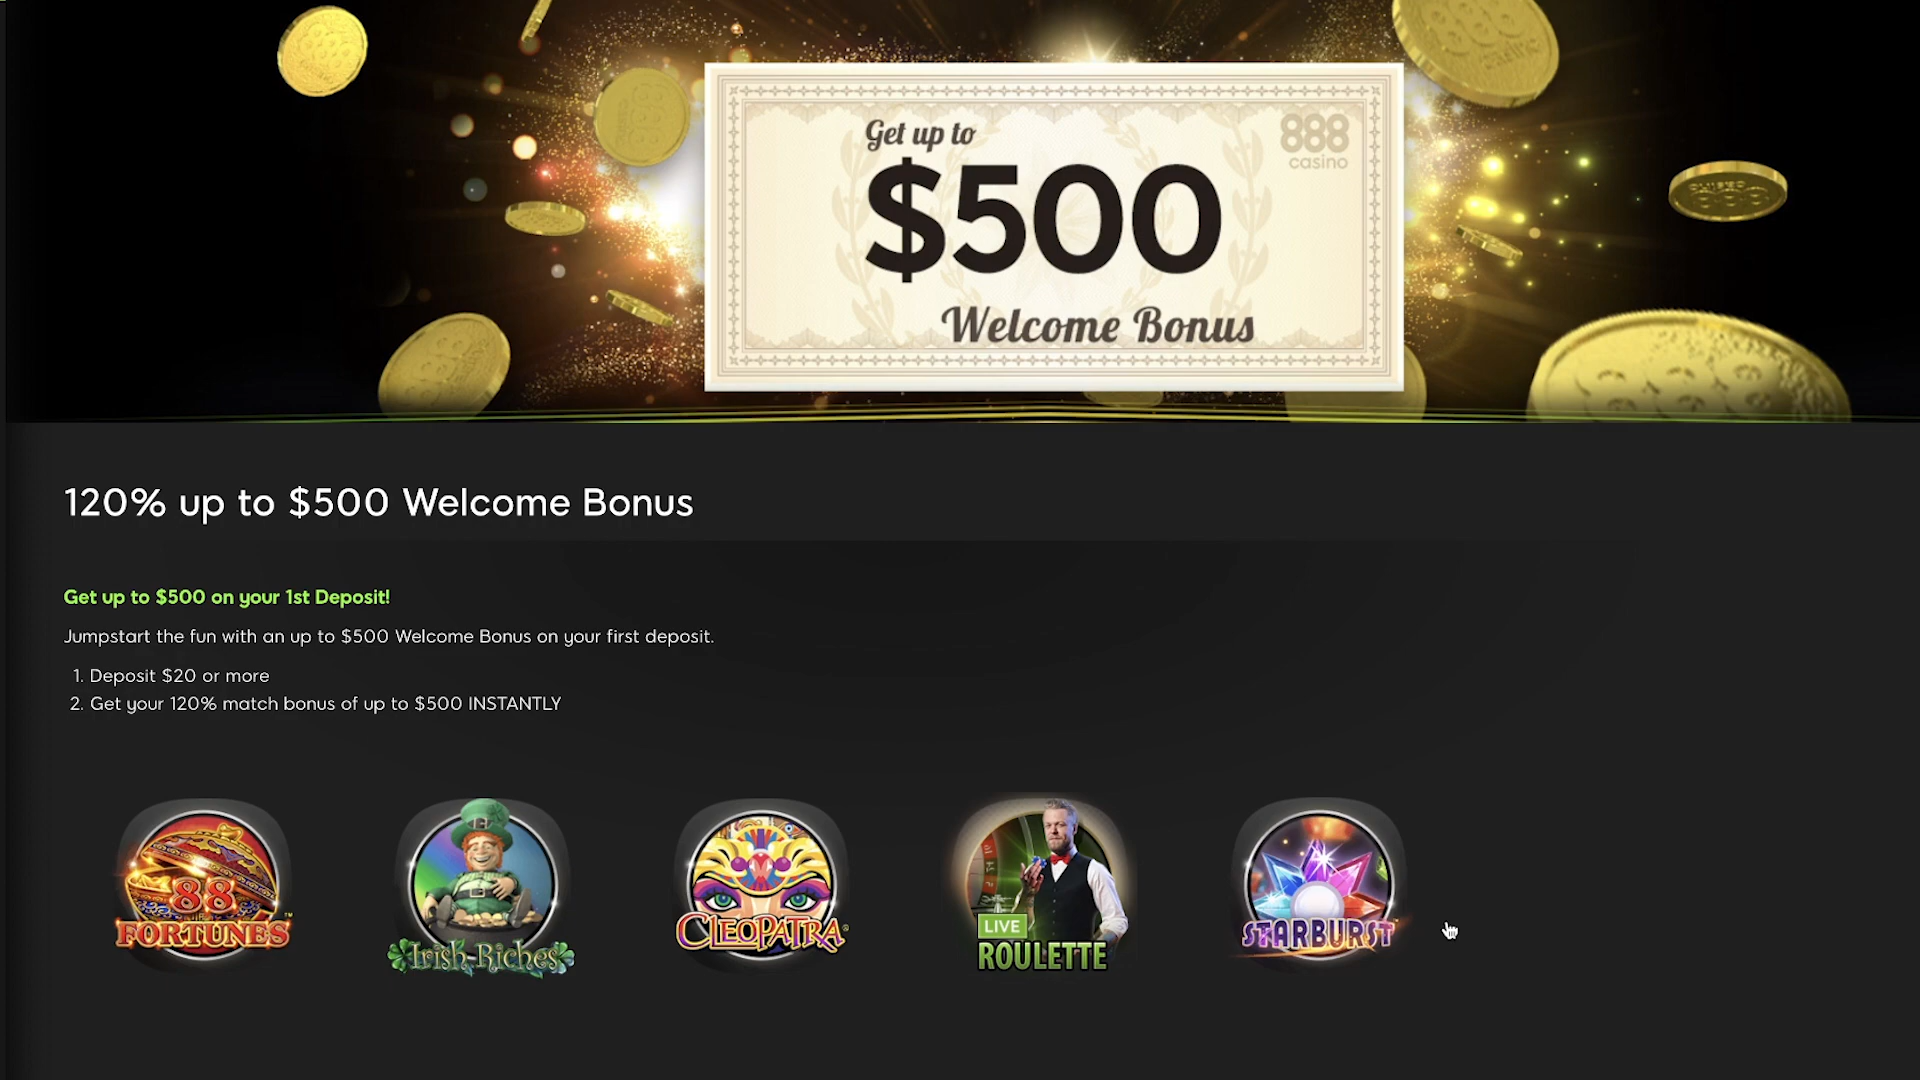 Get up to
$500
Welcome Bonus
888
casino
120% up to $500 Welcome Bonus
Get up to $500 on your 1st Deposit!
Jumpstart the fun with an up to $500 Welcome Bonus on your first deposit.
1. Deposit $20 or more
2. Get your 120% match bonus of up to $500 INSTANTLY
88
FORTUNES™
Irish Riches
CLEOPATRA®
LIVE
ROULETTE
STARBURST™